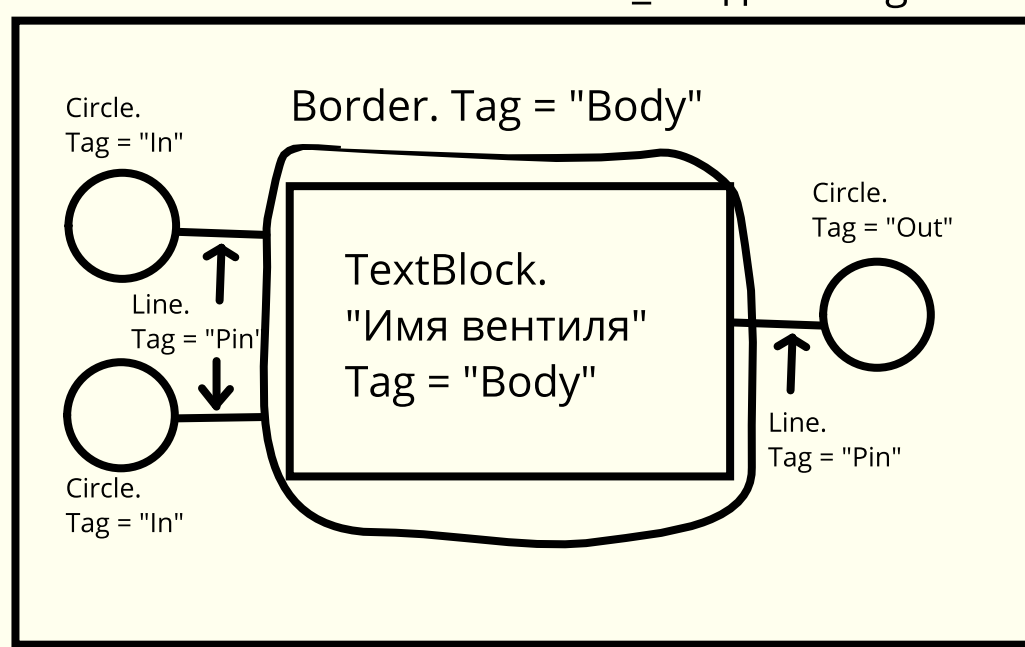 Border. Tag = "Body"
Circle.
Tag = "In"
Circle.
Tag = "Out"
TextBlock.
"Имя вентиля"
Tag = "Body"
Line.
Tag = "Pin"
Line.
Tag = "Pin"
Circle.
Tag = "In"